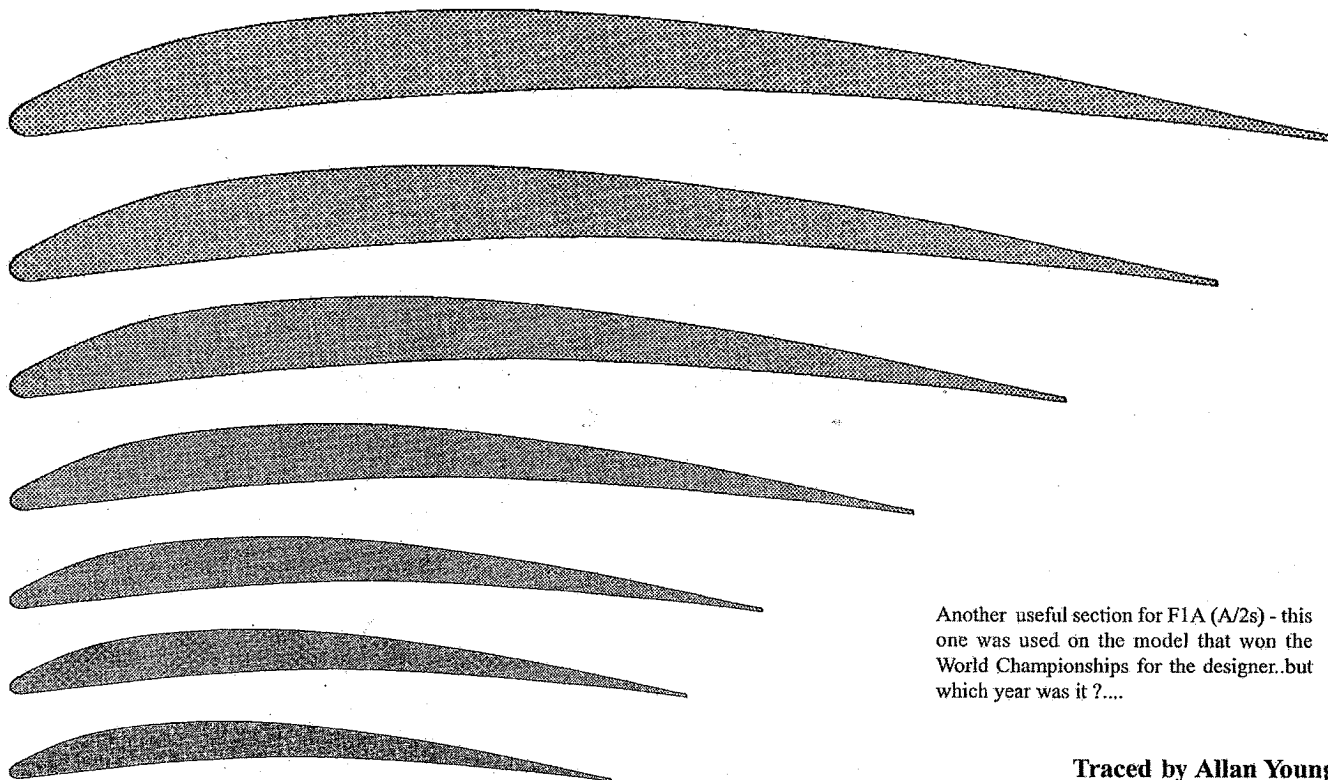 Another useful section for F1A (A/2s) - this
one was used on the model that won the
World Championships for the designer..but
which year was it ?....
Traced by Allan Young